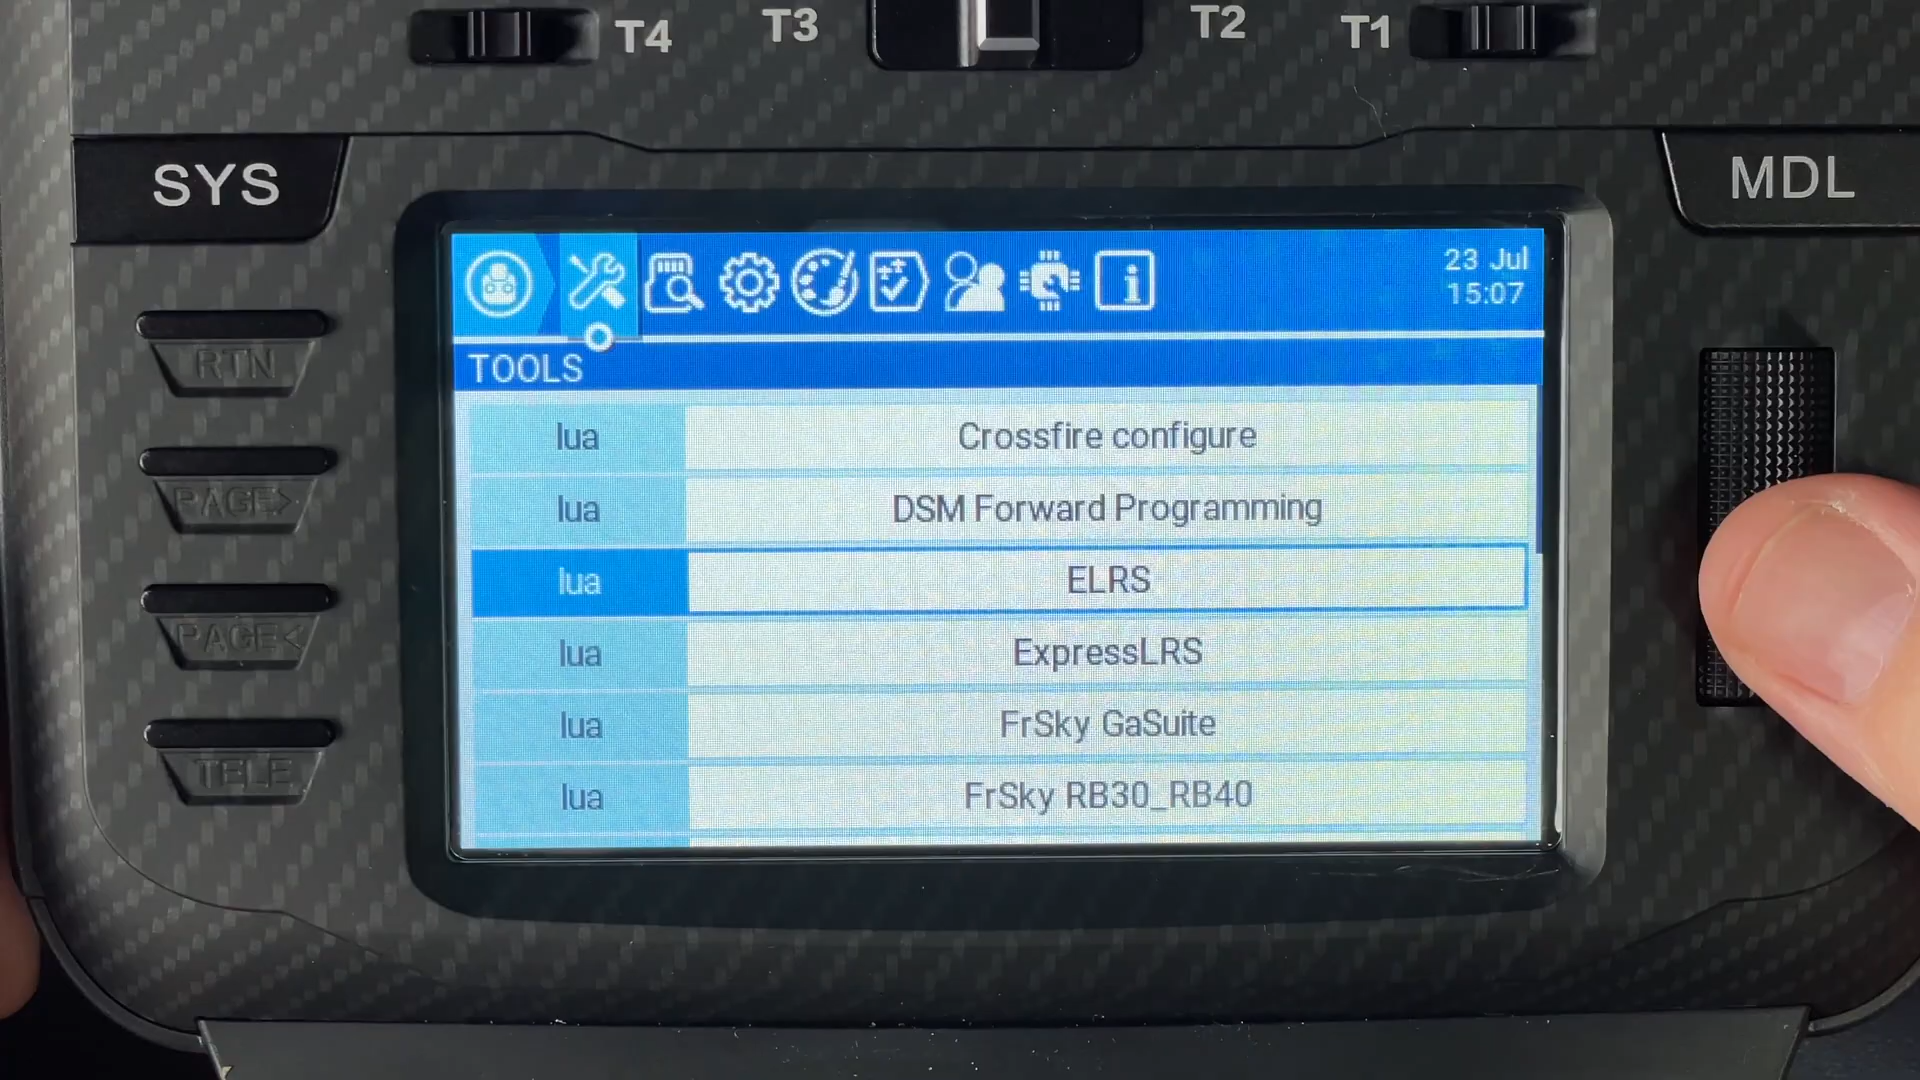 T4 T3 T2 T1
SYS
MDL
23 Jul
15:07
TOOLS
RTN
PAGE>
PAGE<
TELE
lua Crossfire configure
lua DSM Forward Programming
lua ELRS
lua ExpressLRS
lua FrSky GaSuite
lua FrSky RB30_RB40